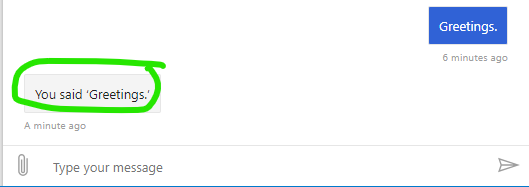 Greetings.
6 minutes ago
You said ‘Greetings.’
A minute ago
Type your message